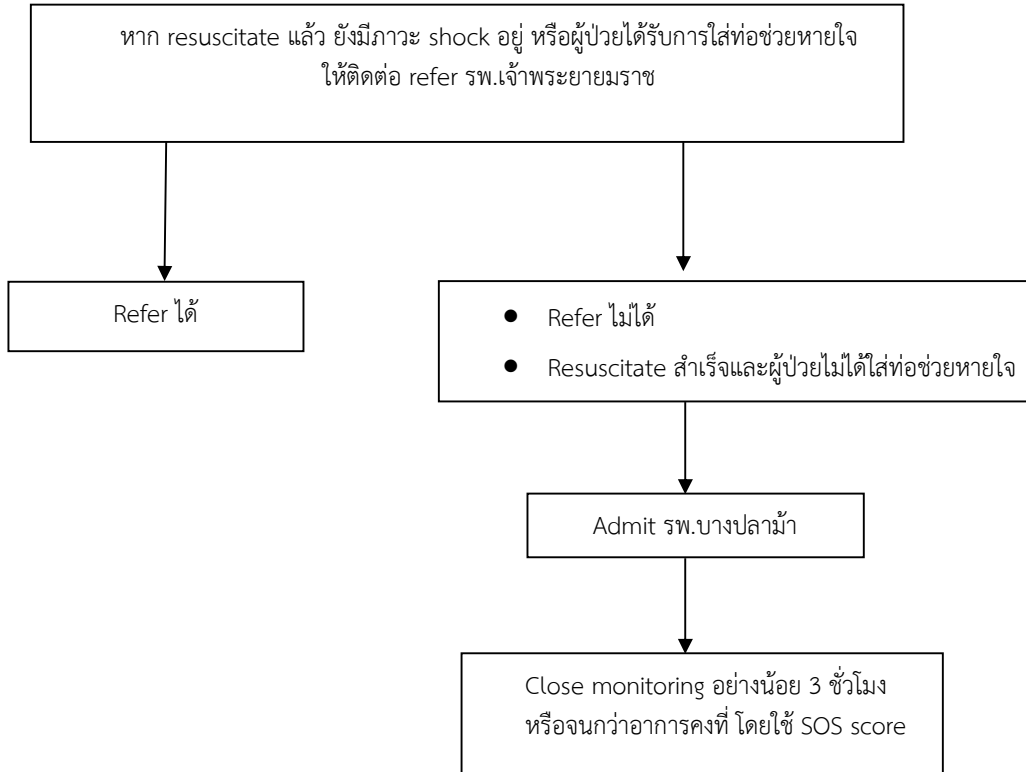 หาก resuscitate แล้ว ยังมีภาวะ shock อยู่ หรือผู้ป่วยได้รับการใส่ท่อช่วยหายใจ
ให้ติดต่อ refer รพ.เจ้าพระยายมราช
Refer ได้
● Refer ไม่ได้
● Resuscitate สำเร็จและผู้ป่วยไม่ได้ใส่ท่อช่วยหายใจ
Admit รพ.บางปลาม้า
Close monitoring อย่างน้อย 3 ชั่วโมง
หรือจนกว่าอาการคงที่ โดยใช้ SOS score